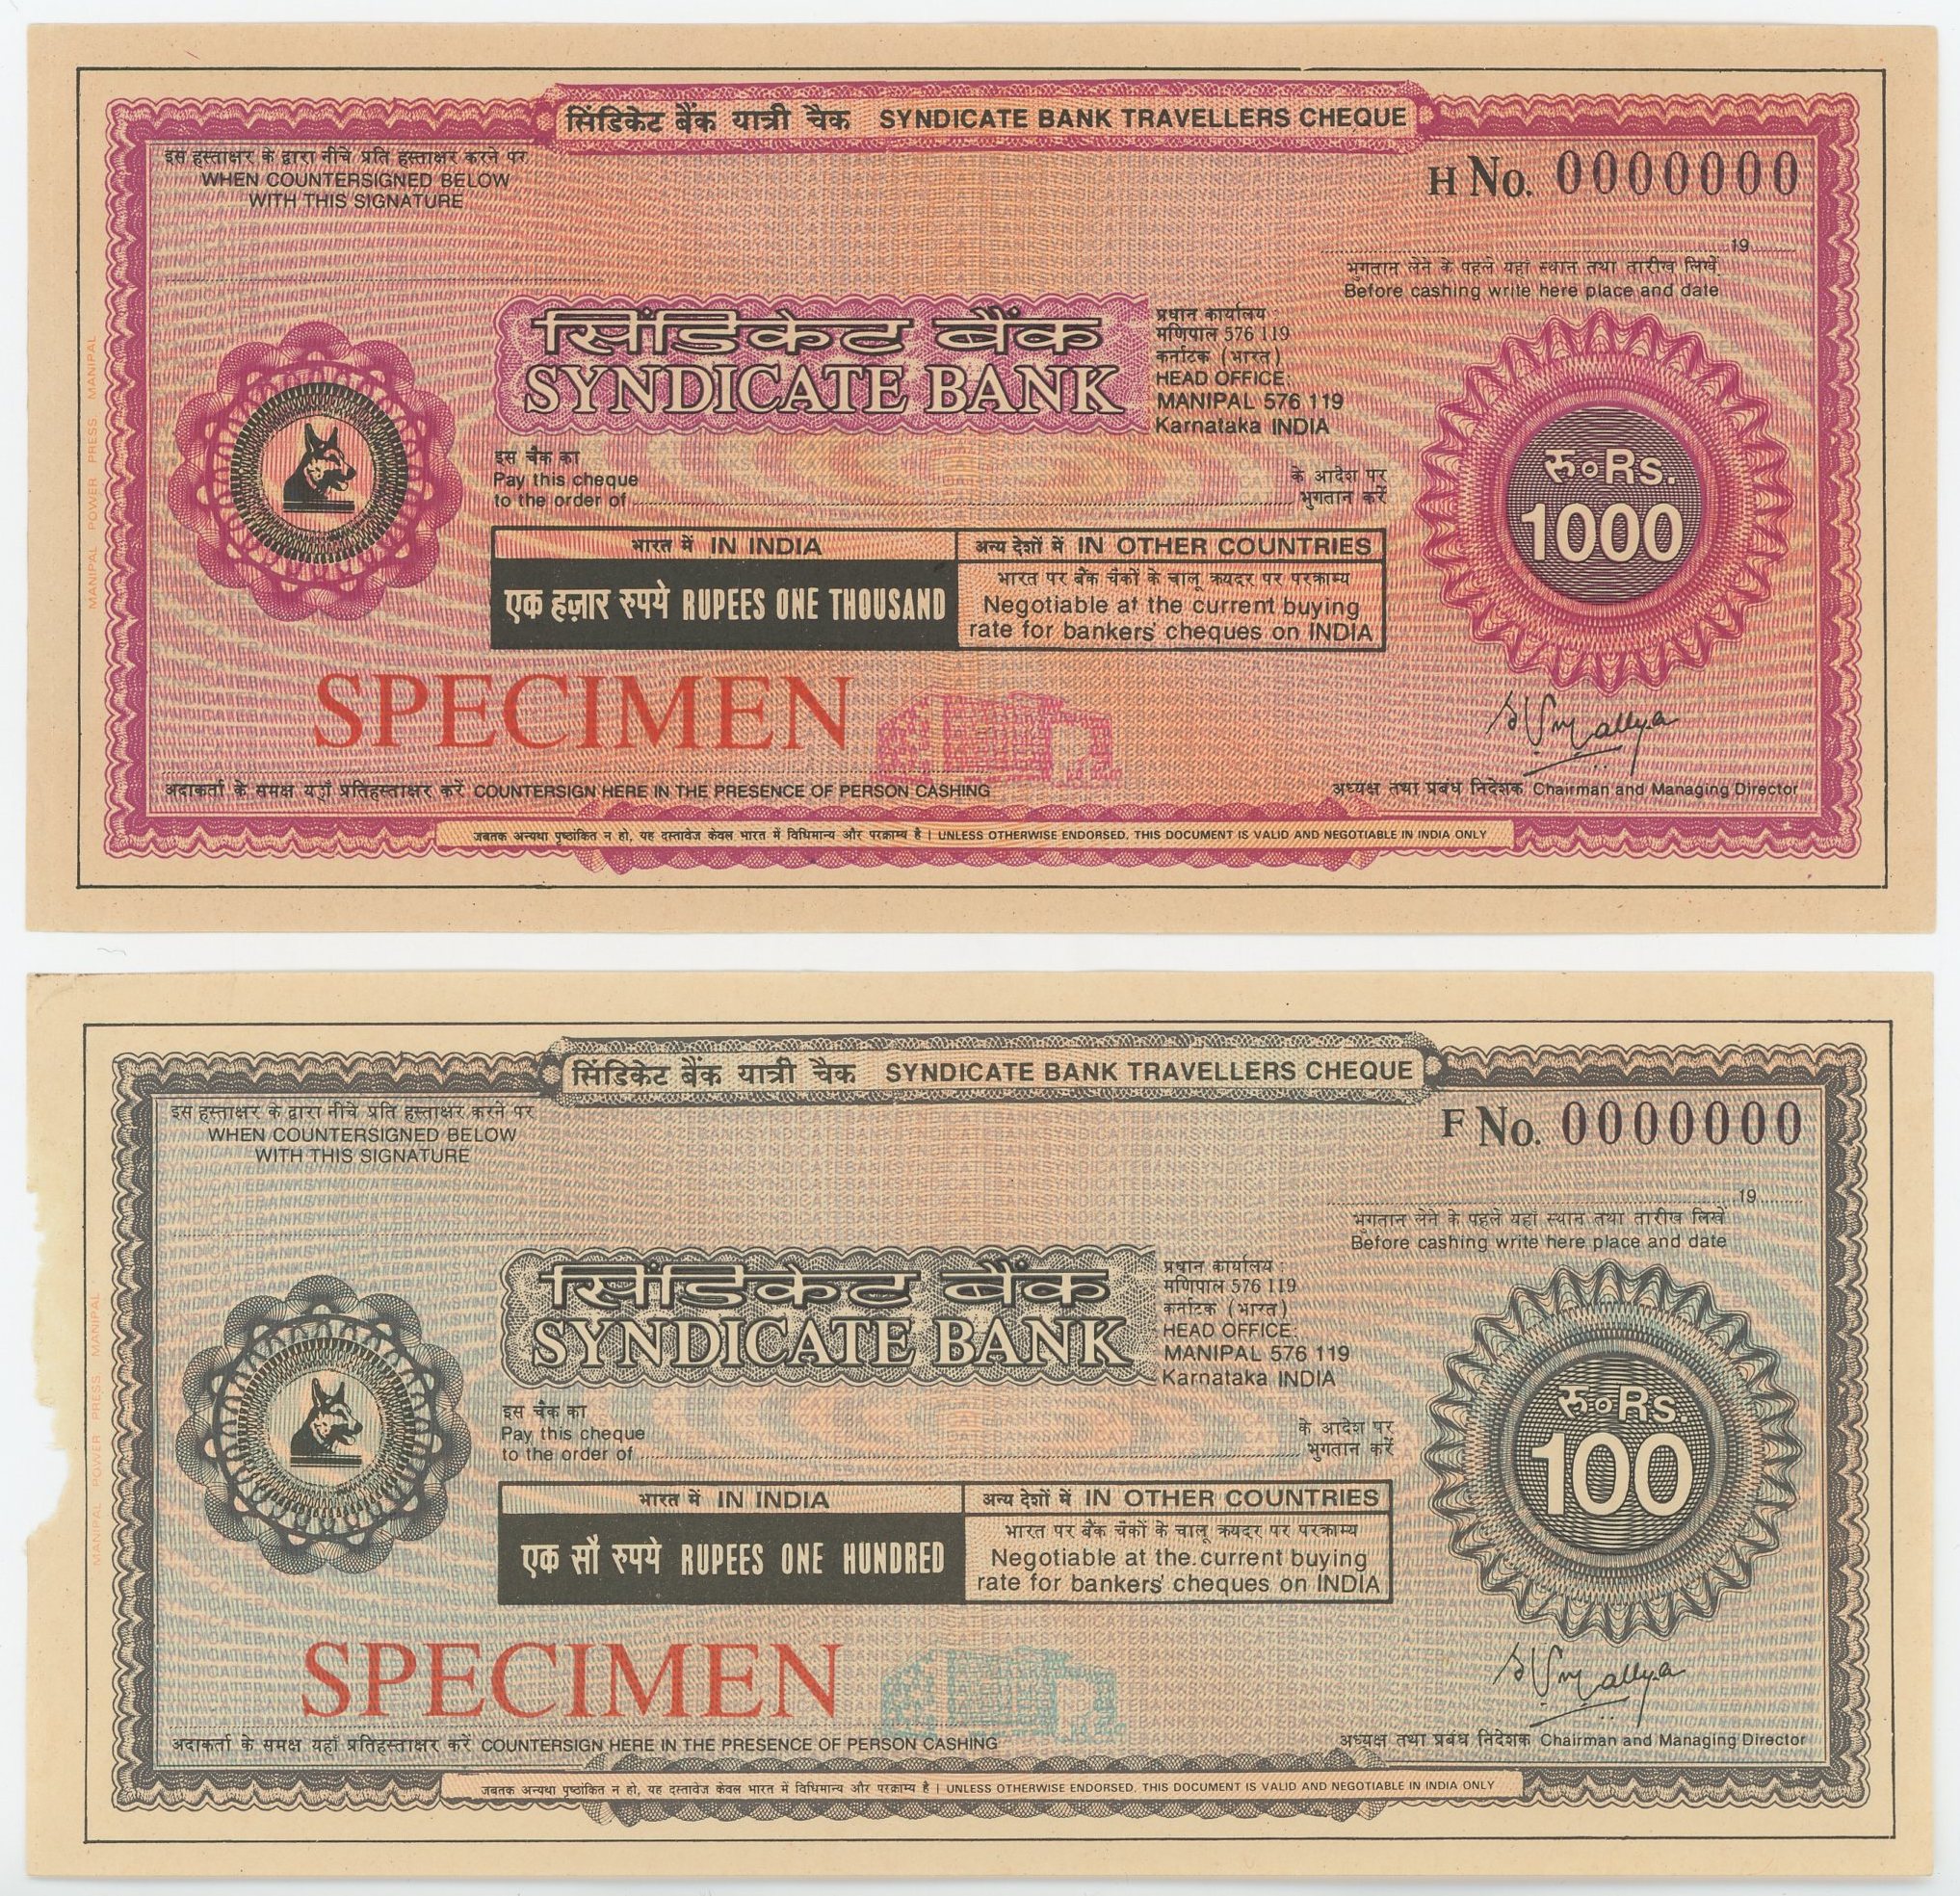 सिंडिकेट बैंक यात्री चैक SYNDICATE BANK TRAVELLERS CHEQUE
इस हस्ताक्षर के द्वारा नीचे प्रति हस्ताक्षर करने पर
WHEN COUNTERSIGNED BELOW
WITH THIS SIGNATURE
H No. 0000000
19
भुगतान लेने के पहले यहां स्थान तथा तारीख लिखें
Before cashing write here place and date
सिंडिकेट बैंक
SYNDICATE BANK
प्रधान कार्यालय :
मणिपाल 576 119
कर्नाटक (भारत)
HEAD OFFICE:
MANIPAL 576 119
Karnataka INDIA
रु॰Rs.
1000
इस चैक का
Pay this cheque
to the order of
के आदेश पर
भुगतान करें
भारत में IN INDIA
एक हज़ार रुपये RUPEES ONE THOUSAND
अन्य देशों में IN OTHER COUNTRIES
भारत पर बैंक चैकों के चालू क्रयदर पर परक्राम्य
Negotiable at the current buying
rate for bankers' cheques on INDIA
SPECIMEN
अदाकर्ता के समक्ष यहाँ प्रतिहस्ताक्षर करें COUNTERSIGN HERE IN THE PRESENCE OF PERSON CASHING
अध्यक्ष तथा प्रबंध निदेशक Chairman and Managing Director
जबतक अन्यथा पृष्ठांकित न हो, यह दस्तावेज केवल भारत में विधिमान्य और परक्राम्य है | UNLESS OTHERWISE ENDORSED, THIS DOCUMENT IS VALID AND NEGOTIABLE IN INDIA ONLY
MANIPAL POWER PRESS MANIPAL
सिंडिकेट बैंक यात्री चैक SYNDICATE BANK TRAVELLERS CHEQUE
इस हस्ताक्षर के द्वारा नीचे प्रति हस्ताक्षर करने पर
WHEN COUNTERSIGNED BELOW
WITH THIS SIGNATURE
F No. 0000000
19
भुगतान लेने के पहले यहां स्थान तथा तारीख लिखें
Before cashing write here place and date
सिंडिकेट बैंक
SYNDICATE BANK
प्रधान कार्यालय :
मणिपाल 576 119
कर्नाटक (भारत)
HEAD OFFICE:
MANIPAL 576 119
Karnataka INDIA
रु॰Rs.
100
इस चैक का
Pay this cheque
to the order of
के आदेश पर
भुगतान करें
भारत में IN INDIA
एक सौ रुपये RUPEES ONE HUNDRED
अन्य देशों में IN OTHER COUNTRIES
भारत पर बैंक चैकों के चालू क्रयदर पर परक्राम्य
Negotiable at the current buying
rate for bankers' cheques on INDIA
SPECIMEN
अदाकर्ता के समक्ष यहाँ प्रतिहस्ताक्षर करें COUNTERSIGN HERE IN THE PRESENCE OF PERSON CASHING
अध्यक्ष तथा प्रबंध निदेशक Chairman and Managing Director
जबतक अन्यथा पृष्ठांकित न हो, यह दस्तावेज केवल भारत में विधिमान्य और परक्राम्य है | UNLESS OTHERWISE ENDORSED, THIS DOCUMENT IS VALID AND NEGOTIABLE IN INDIA ONLY
MANIPAL POWER PRESS MANIPAL